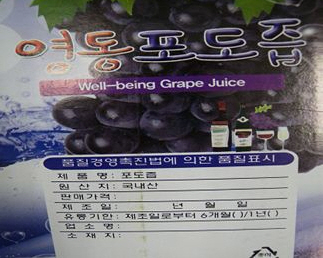 영동포도즙
Well-being Grape Juice
품질경영촉진법에 의한 품질표시
제 품 명 : 포도즙
원 산 지 : 국내산
판매가격 :
제 조 일 : 년 월 일
유통기한 : 제조일로부터 6개월( )/1년( )
업 소 명 :
소 재 지 :